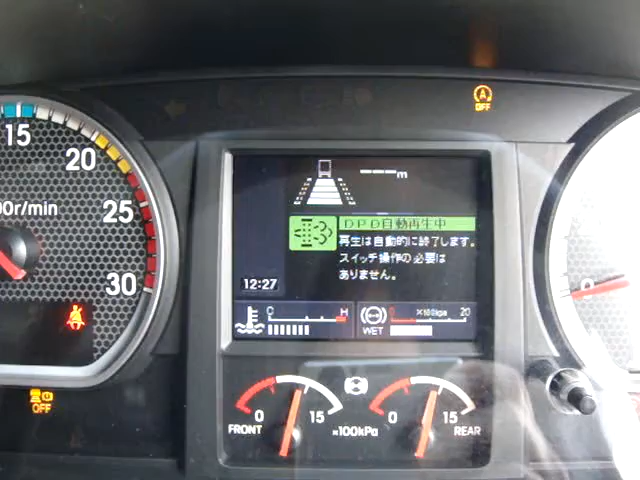 OFF
15
20
25
30
00r/min
m
DPD自動再生中
再生は自動的に終了します。
スイッチ操作の必要は
ありません。
12:27
C
H
×100kpa
20
WET
OFF
0
15
FRONT
×100kPa
0
15
REAR